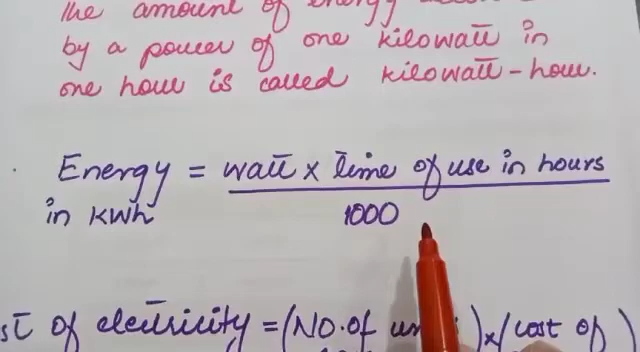 The amount of energy
by a power of one kilowatt in
one hour is called kilowatt-hour.
Energy = watt x time of use in hours
in kwh 1000
of electricity = (No. of x (cost of )